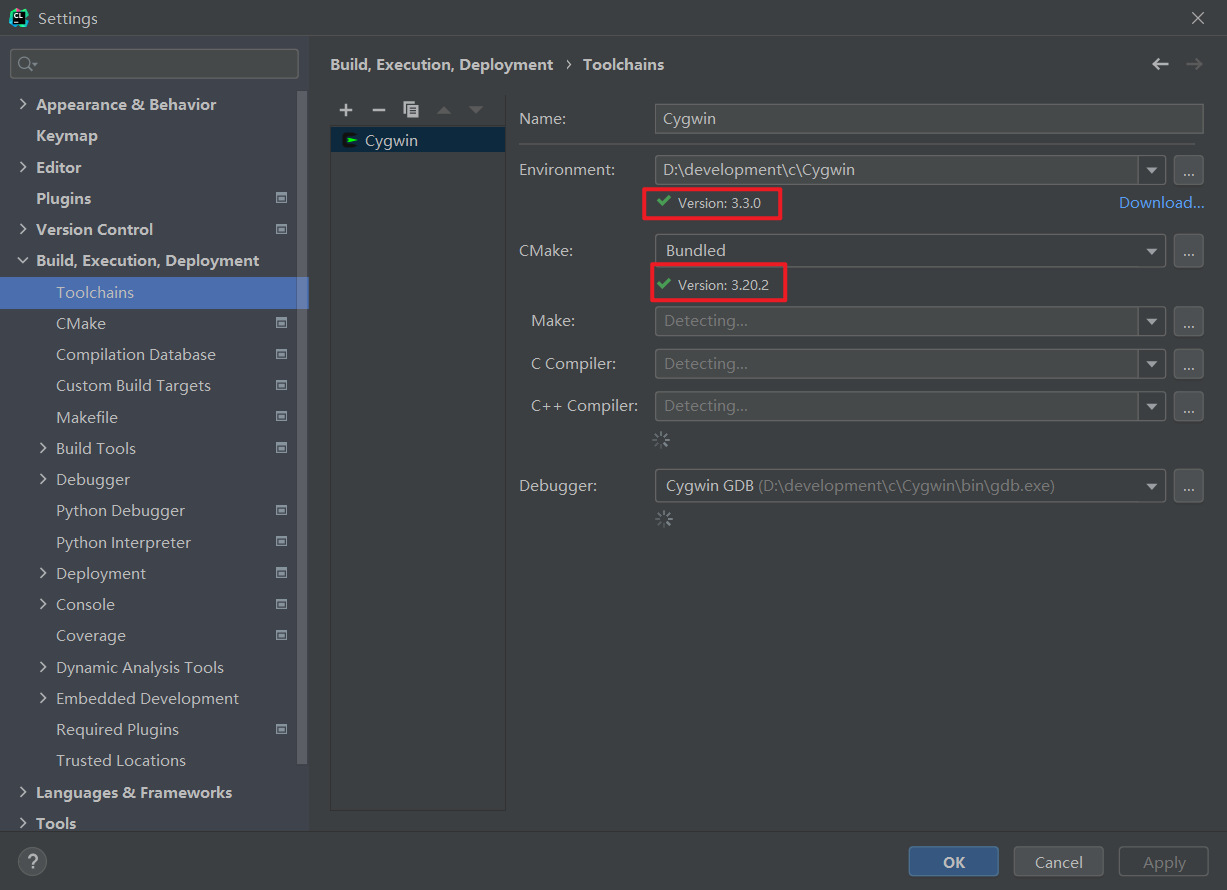 Settings
Build, Execution, Deployment › Toolchains
Appearance & Behavior
Keymap
Editor
Plugins
Version Control
Build, Execution, Deployment
Toolchains
CMake
Compilation Database
Custom Build Targets
Makefile
Build Tools
Debugger
Python Debugger
Python Interpreter
Deployment
Console
Coverage
Dynamic Analysis Tools
Embedded Development
Required Plugins
Trusted Locations
Languages & Frameworks
Tools
Cygwin
Name: Cygwin
Environment: D:\development\c\Cygwin ...
Version: 3.3.0 Download...
CMake: Bundled ...
Version: 3.20.2
Make: Detecting... ...
C Compiler: Detecting... ...
C++ Compiler: Detecting... ...
Debugger: Cygwin GDB (D:\development\c\Cygwin\bin\gdb.exe) ...
? OK Cancel Apply